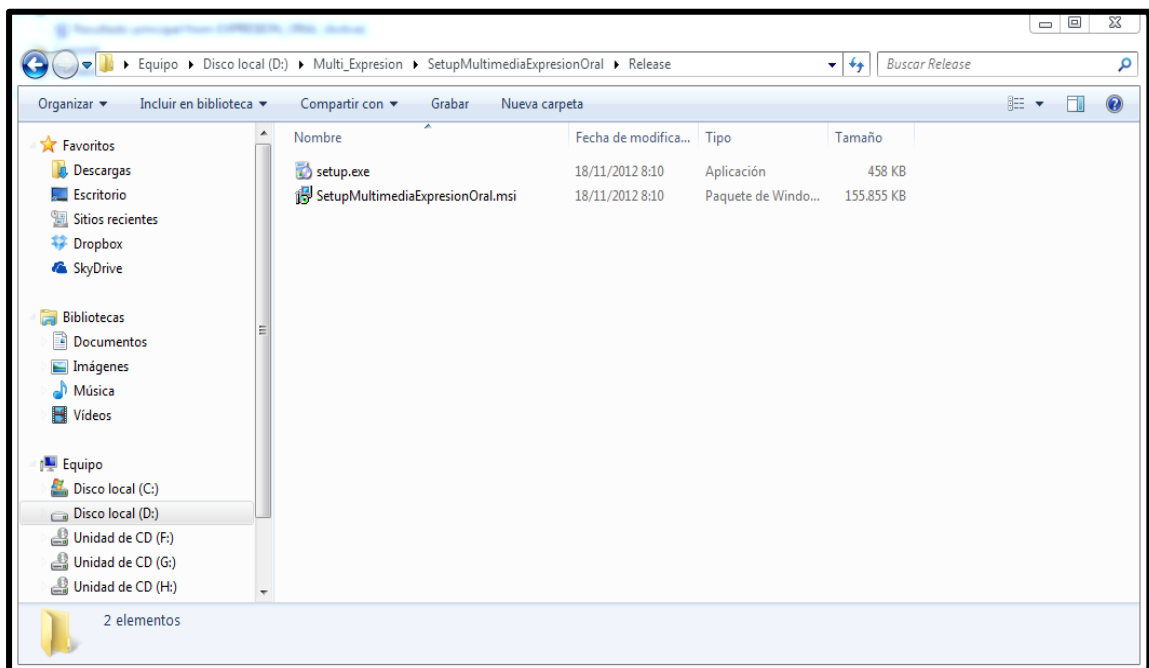 Equipo ▸ Disco local (D:) ▸ Multi_Expresion ▸ SetupMultimediaExpresionOral ▸ Release
Buscar Release
Organizar Incluir en biblioteca Compartir con Grabar Nueva carpeta
Favoritos
Descargas
Escritorio
Sitios recientes
Dropbox
SkyDrive
Bibliotecas
Documentos
Imágenes
Música
Vídeos
Equipo
Disco local (C:)
Disco local (D:)
Unidad de CD (F:)
Unidad de CD (G:)
Unidad de CD (H:)
Nombre Fecha de modifica... Tipo Tamaño
setup.exe 18/11/2012 8:10 Aplicación 458 KB
SetupMultimediaExpresionOral.msi 18/11/2012 8:10 Paquete de Windo... 155.855 KB
2 elementos